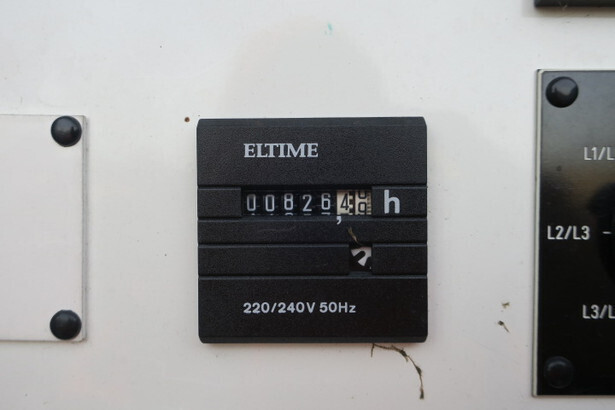 ELTIME
00826,4 h
220/240V 50Hz
L1/L
L2/L3 -
L3/L